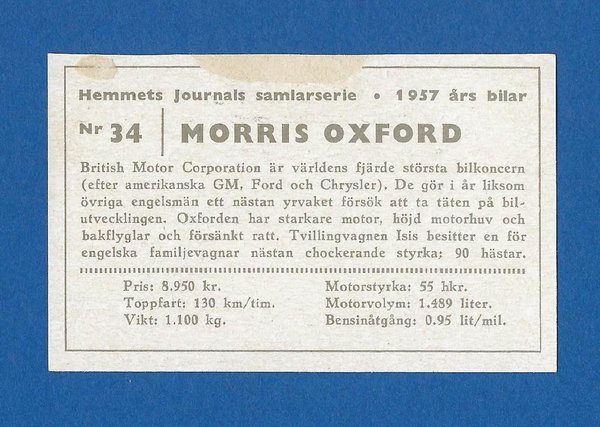 Hemmets Journals samlarserie • 1957 års bilar
Nr 34 | MORRIS OXFORD
British Motor Corporation är världens fjärde största bilkoncern
(efter amerikanska GM, Ford och Chrysler). De gör i år liksom
övriga engelsmän ett nästan yrvaket försök att ta täten på bil-
utvecklingen. Oxforden har starkare motor, höjd motorhuv och
bakflyglar och försänkt ratt. Tvillingvagnen Isis besitter en för
engelska familjevagnar nästan chockerande styrka; 90 hästar.
Pris: 8.950 kr.
Toppfart: 130 km/tim.
Vikt: 1.100 kg.
Motorstyrka: 55 hkr.
Motorvolym: 1.489 liter.
Bensinåtgång: 0.95 lit/mil.